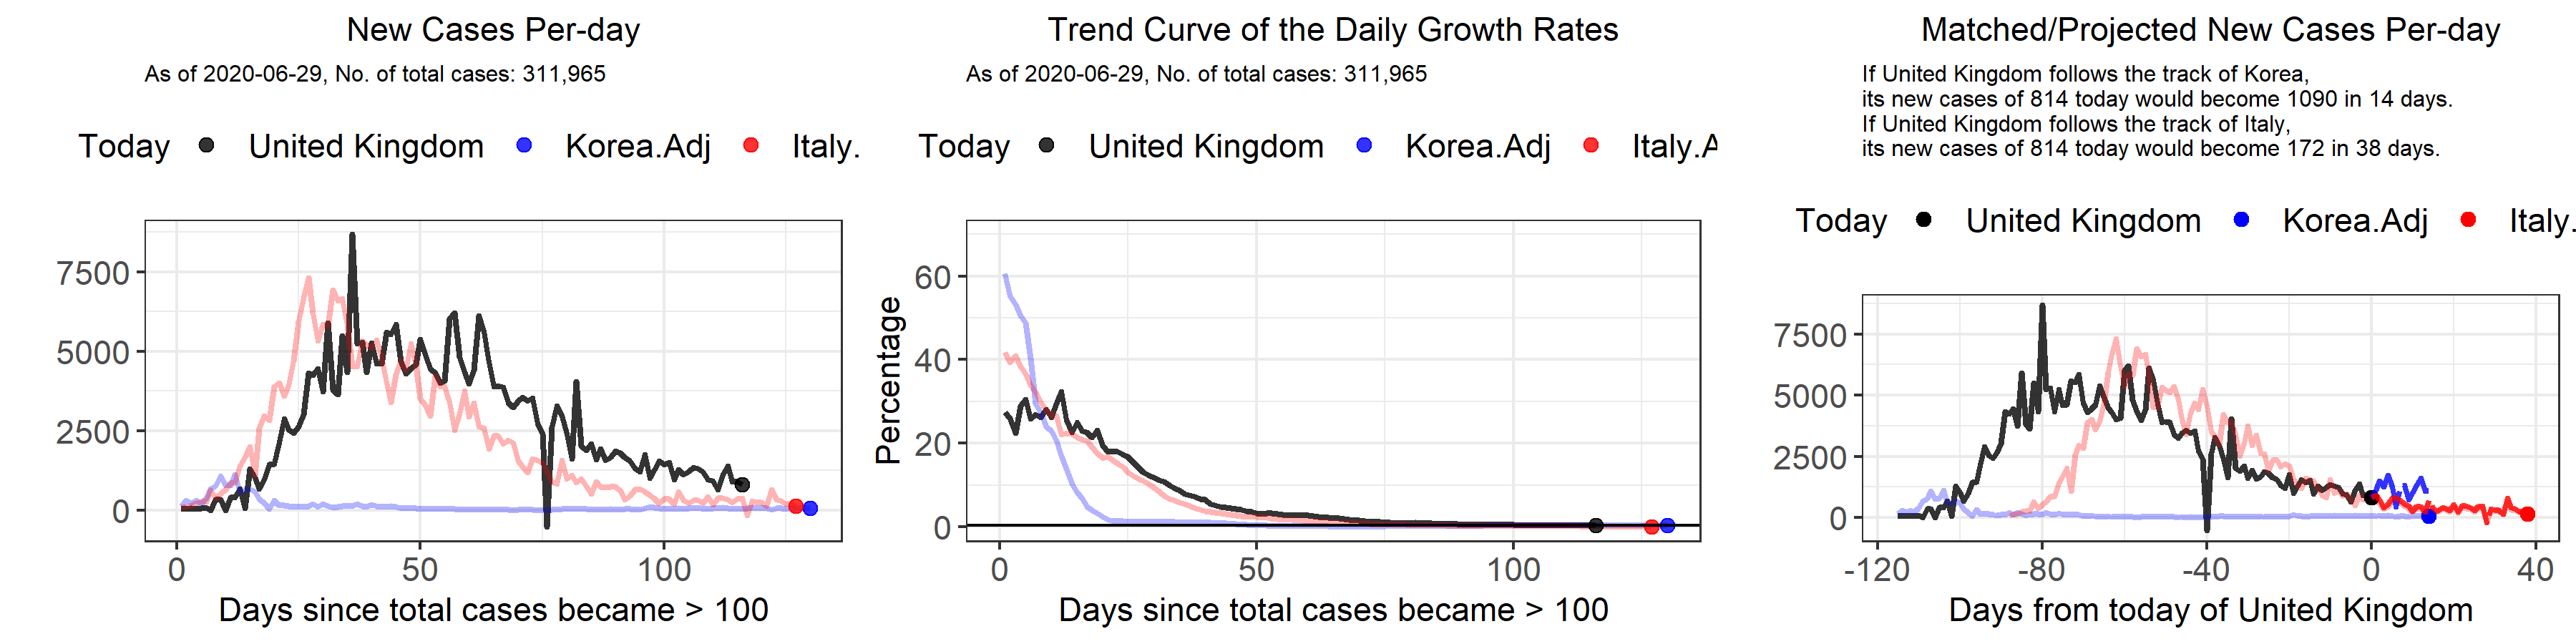 New Cases Per-day
As of 2020-06-29, No. of total cases: 311,965
Today United Kingdom Korea.Adj Italy.
7500
5000
2500
0
0 50 100
Days since total cases became > 100
Trend Curve of the Daily Growth Rates
As of 2020-06-29, No. of total cases: 311,965
Today United Kingdom Korea.Adj Italy.A
Percentage
60
40
20
0
0 50 100
Days since total cases became > 100
Matched/Projected New Cases Per-day
If United Kingdom follows the track of Korea,
its new cases of 814 today would become 1090 in 14 days.
If United Kingdom follows the track of Italy,
its new cases of 814 today would become 172 in 38 days.
Today United Kingdom Korea.Adj Italy.
7500
5000
2500
0
-120 -80 -40 0 40
Days from today of United Kingdom